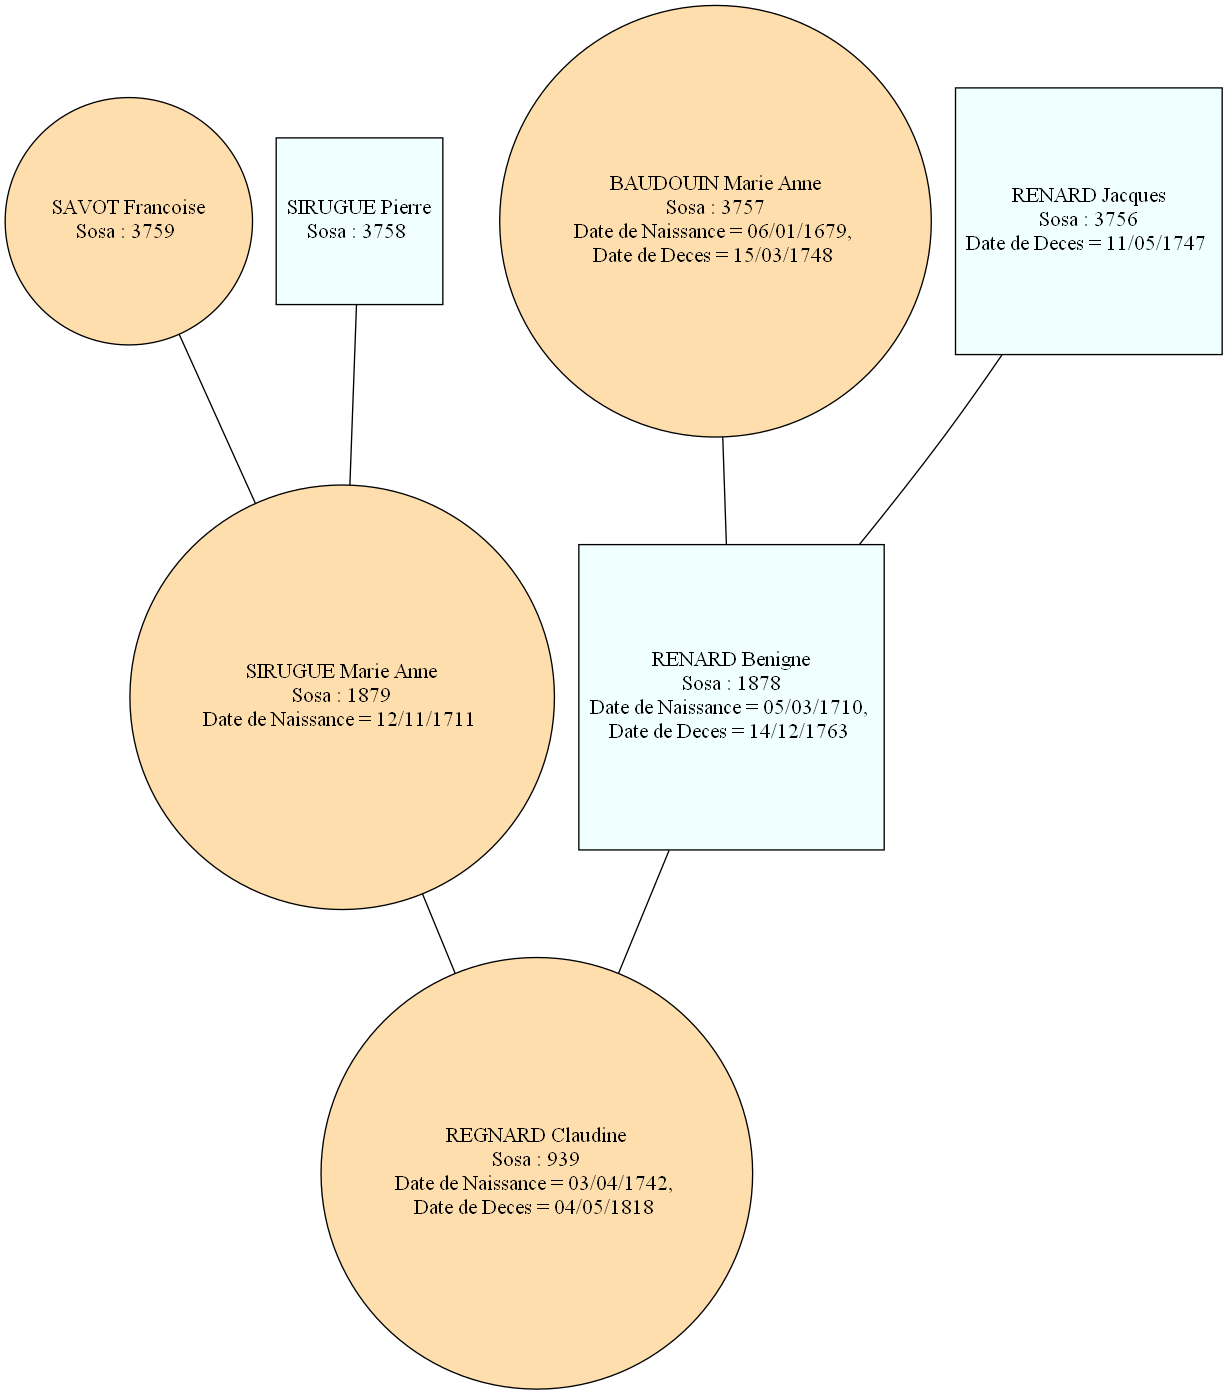 SAVOT Francoise
Sosa : 3759
SIRUGUE Pierre
Sosa : 3758
BAUDOUIN Marie Anne
Sosa : 3757
Date de Naissance = 06/01/1679,
Date de Deces = 15/03/1748
RENARD Jacques
Sosa : 3756
Date de Deces = 11/05/1747
SIRUGUE Marie Anne
Sosa : 1879
Date de Naissance = 12/11/1711
RENARD Benigne
Sosa : 1878
Date de Naissance = 05/03/1710,
Date de Deces = 14/12/1763
REGNARD Claudine
Sosa : 939
Date de Naissance = 03/04/1742,
Date de Deces = 04/05/1818